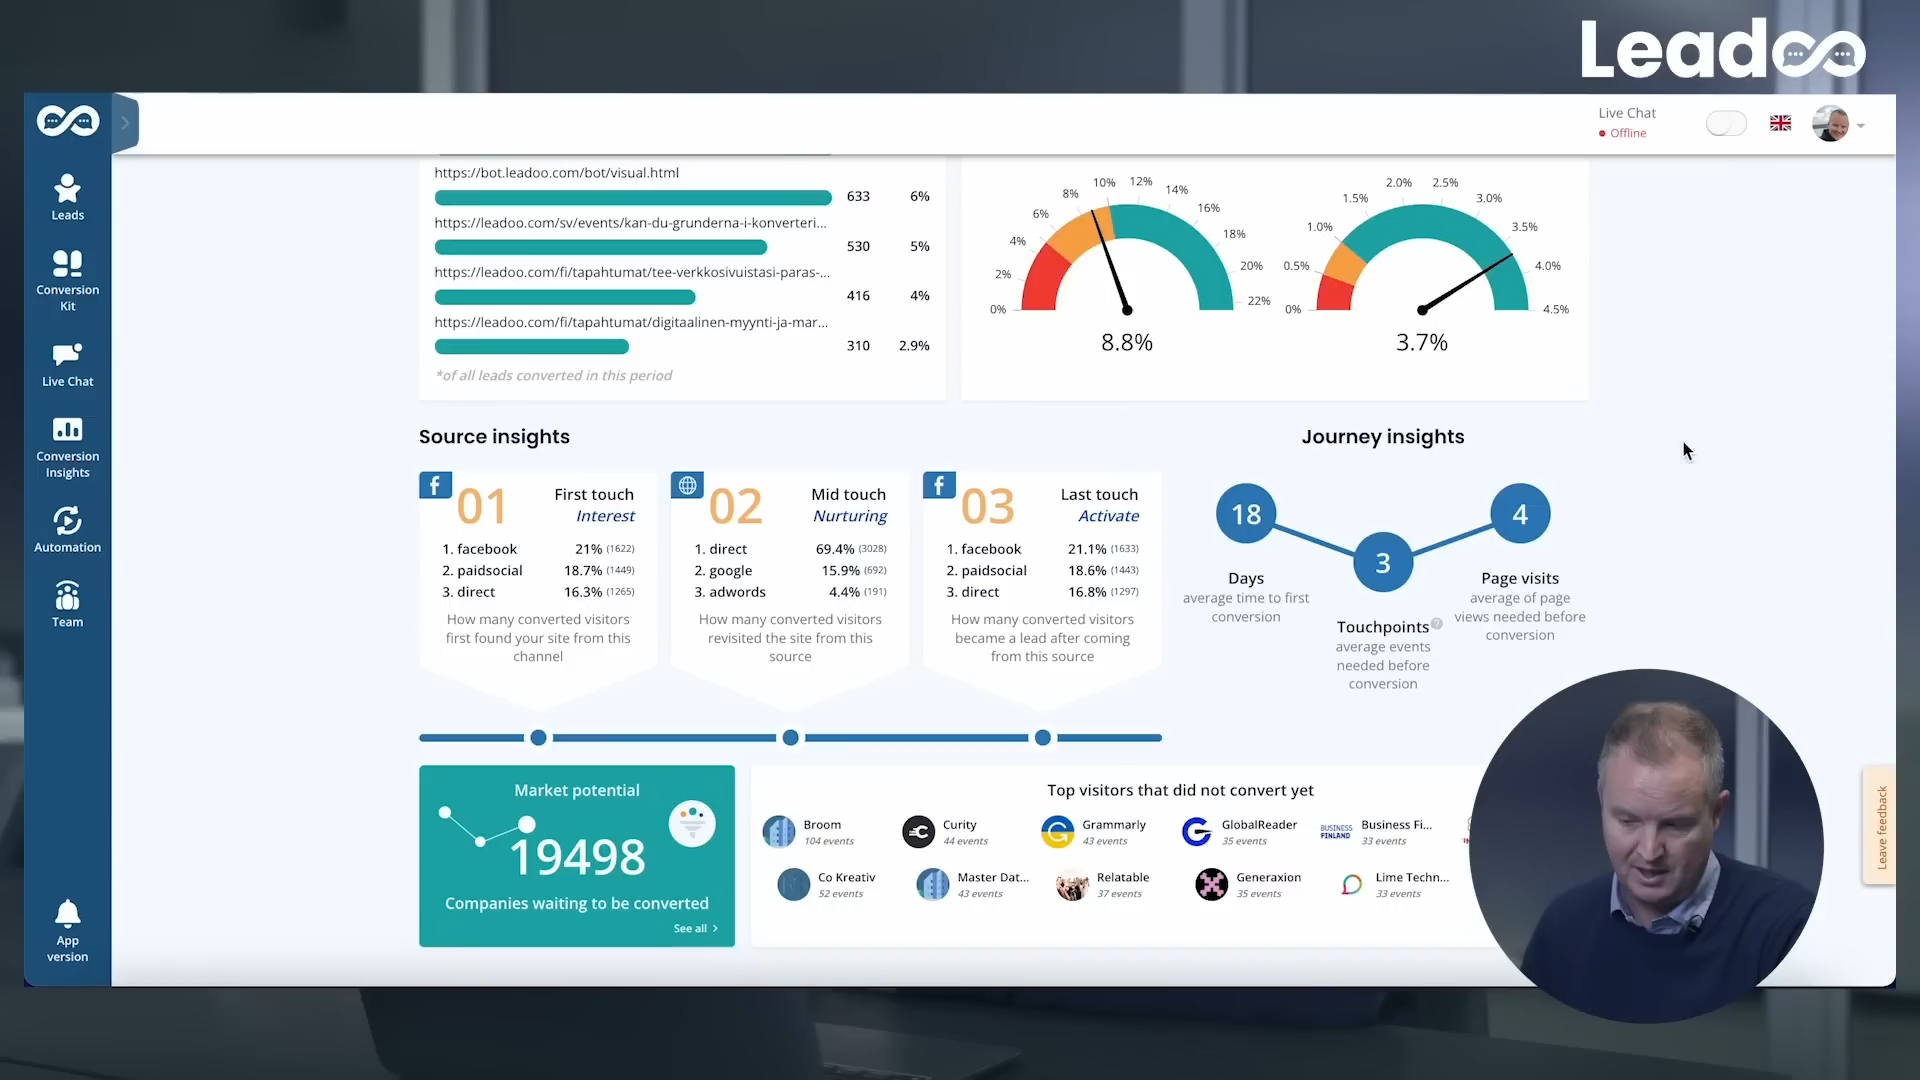 Leadoo
Live Chat
Offline
Leads
Conversion
Kit
Live Chat
Conversion
Insights
Automation
Team
App
version
https://bot.leadoo.com/bot/visual.html
633 6%
https://leadoo.com/sv/events/kan-du-grunderna-i-konverteri...
530 5%
https://leadoo.com/fi/tapahtumat/tee-verkkosivuistasi-paras-...
416 4%
https://leadoo.com/fi/tapahtumat/digitaalinen-myynti-ja-mar...
310 2.9%
*of all leads converted in this period
0% 2% 4% 6% 8% 10% 12% 14% 16% 18% 20% 22%
8.8%
0% 0.5% 1.0% 1.5% 2.0% 2.5% 3.0% 3.5% 4.0% 4.5%
3.7%
Source insights
01 First touch
Interest
1. facebook 21% (1622)
2. paidsocial 18.7% (1449)
3. direct 16.3% (1265)
How many converted visitors
first found your site from this
channel
02 Mid touch
Nurturing
1. direct 69.4% (3028)
2. google 15.9% (692)
3. adwords 4.4% (191)
How many converted visitors
revisited the site from this
source
03 Last touch
Activate
1. facebook 21.1% (1633)
2. paidsocial 18.6% (1443)
3. direct 16.8% (1297)
How many converted visitors
became a lead after coming
from this source
Journey insights
18
Days
average time to first
conversion
3
Touchpoints ?
average events
needed before
conversion
4
Page visits
average of page
views needed before
conversion
Market potential
19498
Companies waiting to be converted
See all >
Top visitors that did not convert yet
Broom
104 events
Curity
44 events
Grammarly
43 events
GlobalReader
35 events
BUSINESS
FINLAND
Business Fi...
33 events
Co Kreativ
52 events
Master Dat...
43 events
Relatable
37 events
Generaxion
35 events
Lime Techn...
33 events
Leave feedback